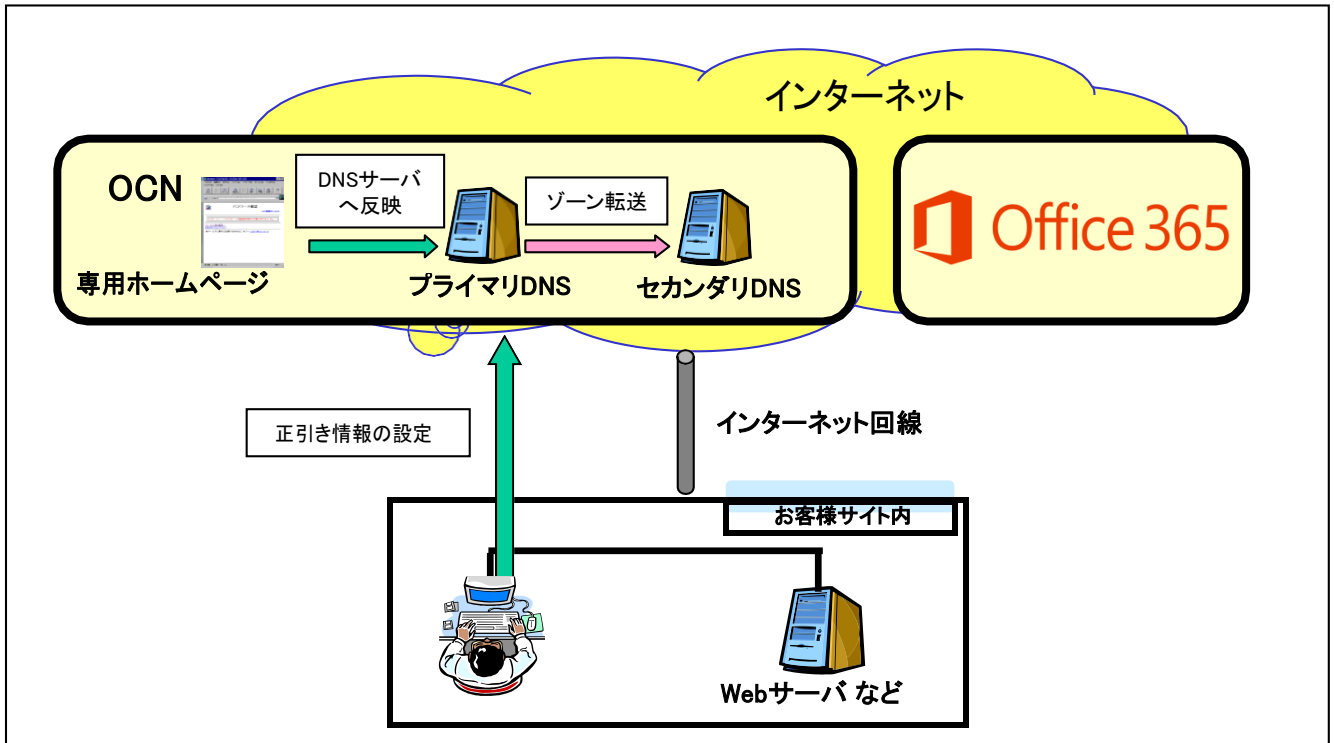 インターネット
OCN
DNSサーバ
へ反映
ゾーン転送
Office 365
専用ホームページ
プライマリDNS
セカンダリDNS
正引き情報の設定
インターネット回線
お客様サイト内
Webサーバ など